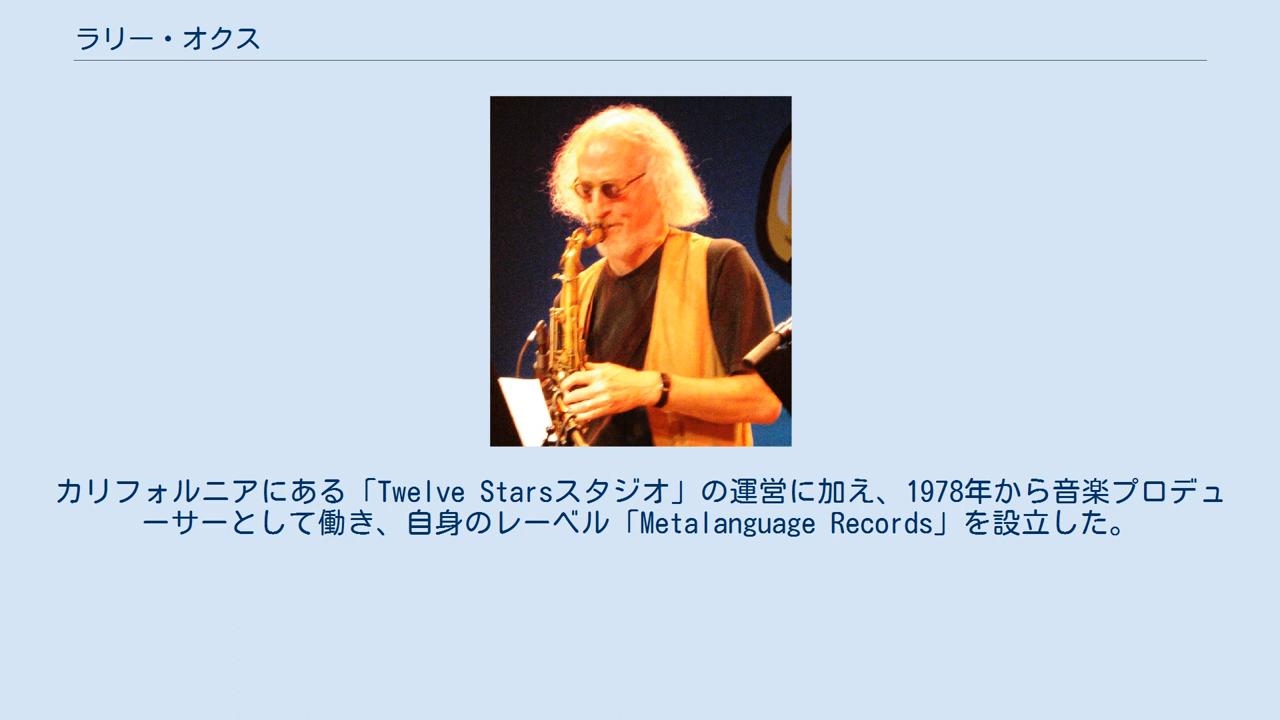 ラリー・オクス
カリフォルニアにある「Twelve Starsスタジオ」の運営に加え、1978年から音楽プロデュ
ーサーとして働き、自身のレーベル「Metalanguage Records」を設立した。